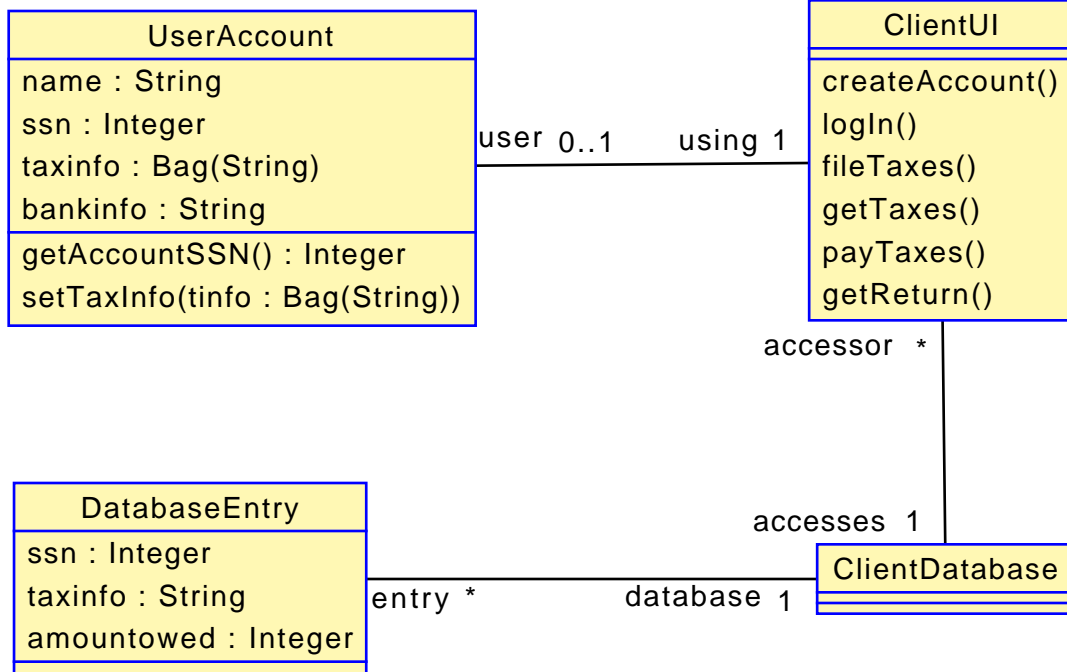 UserAccount
name : String
ssn : Integer
taxinfo : Bag(String)
bankinfo : String
getAccountSSN() : Integer
setTaxInfo(tinfo : Bag(String))
user 0..1
using 1
ClientUI
createAccount()
logIn()
fileTaxes()
getTaxes()
payTaxes()
getReturn()
accessor *
accesses 1
DatabaseEntry
ssn : Integer
taxinfo : String
amountowed : Integer
entry *
database 1
ClientDatabase